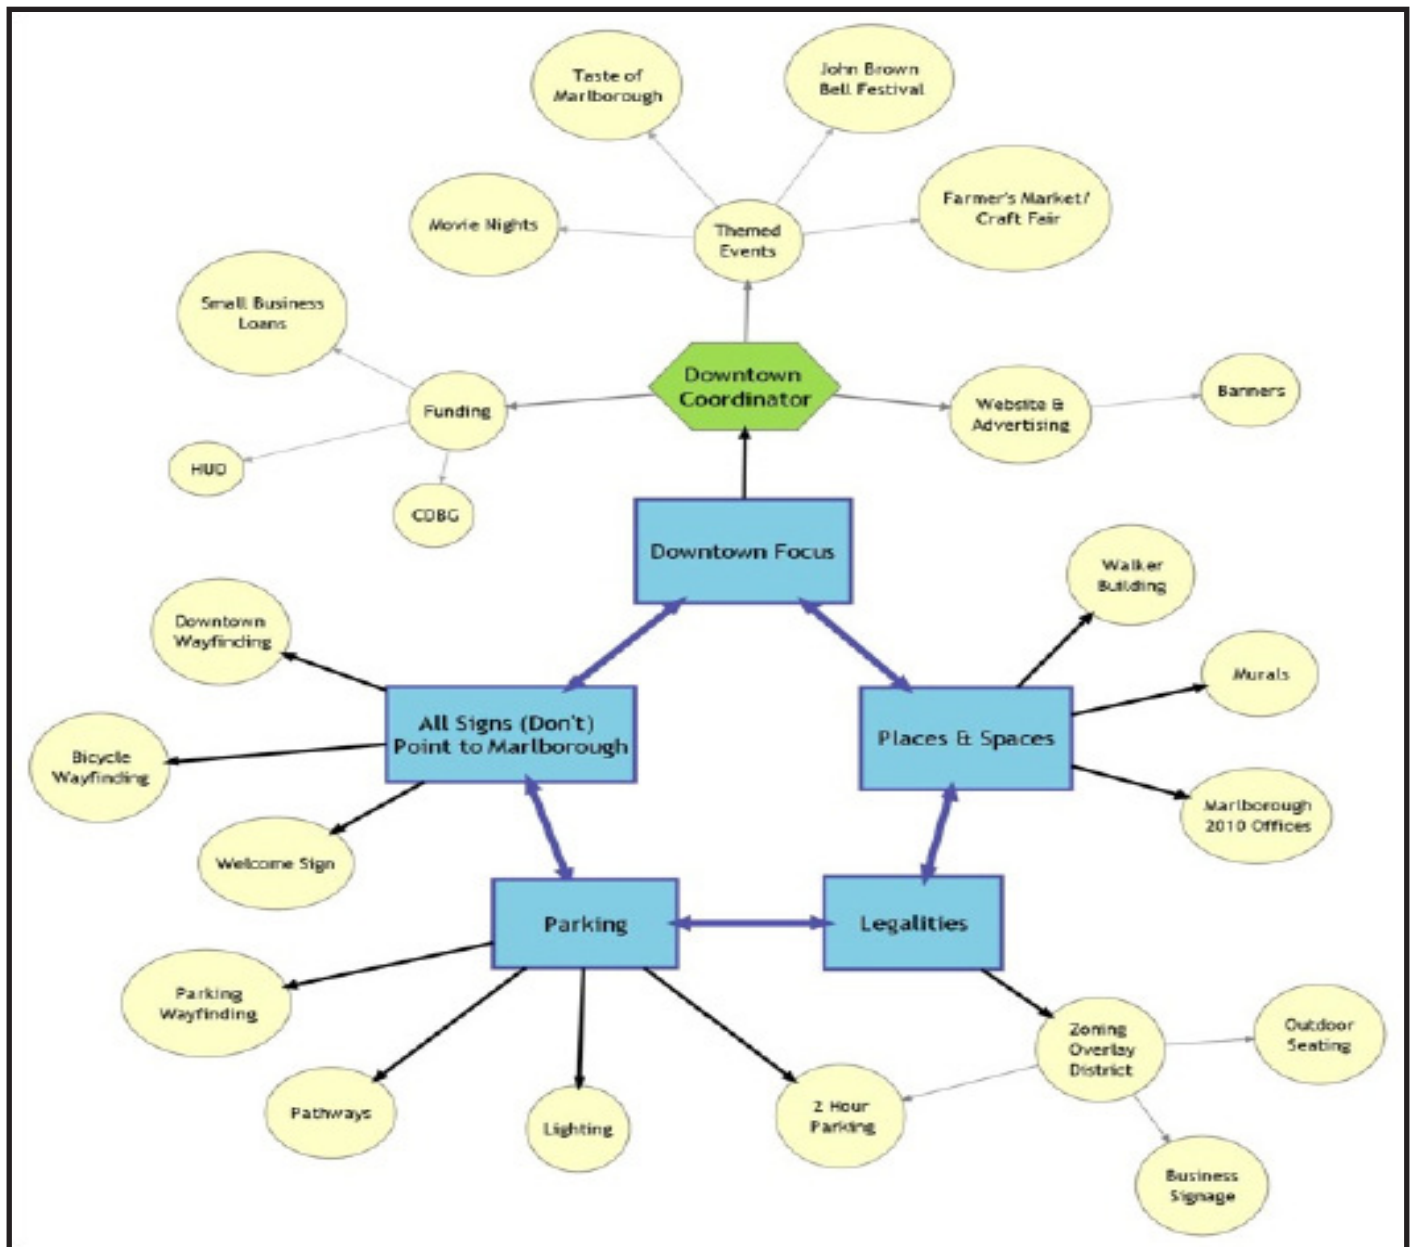 Taste of
Marlborough
John Brown
Bell Festival
Movie Nights
Themed
Events
Farmer's Market/
Craft Fair
Small Business
Loans
Downtown
Coordinator
Funding
Website &
Advertising
Banners
HUD
CDBG
Downtown Focus
Walker
Building
Downtown
Wayfinding
Murals
All Signs (Don't)
Point to Marlborough
Places & Spaces
Bicycle
Wayfinding
Marlborough
2010 Offices
Welcome Sign
Parking
Legalities
Parking
Wayfinding
Zoning
Overlay
District
Outdoor
Seating
Pathways
Lighting
2 Hour
Parking
Business
Signage